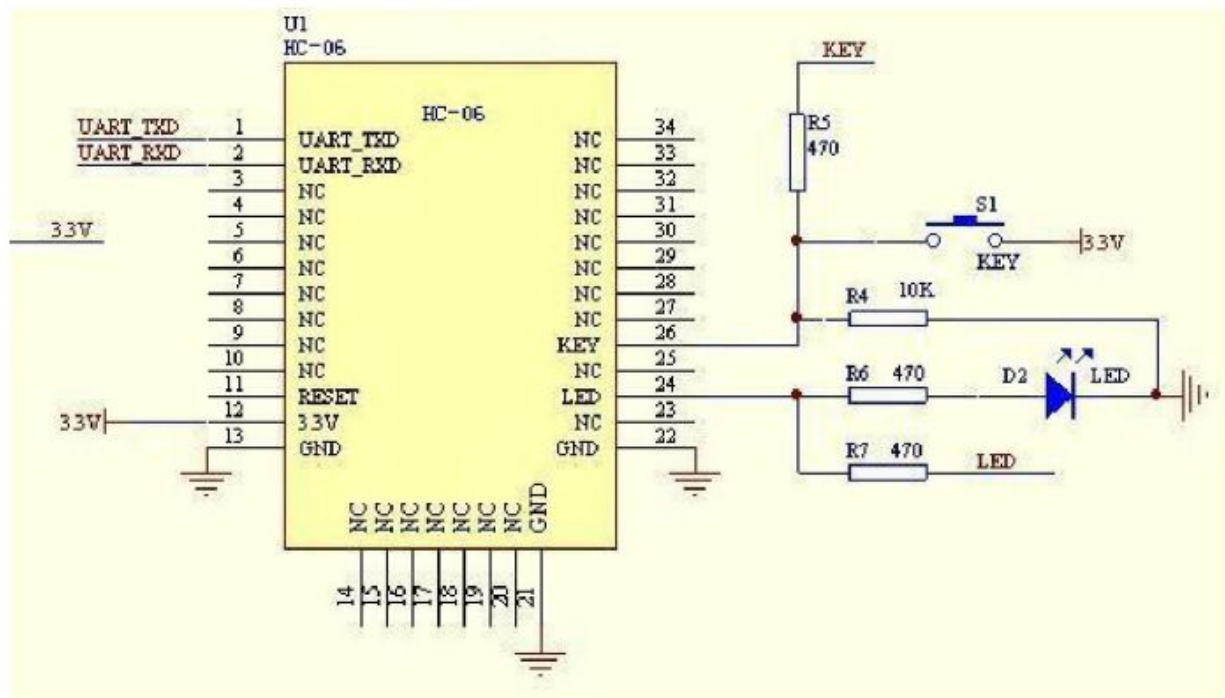 U1
HC-06
HC-06
UART_TXD 1 UART_TXD
UART_RXD 2 UART_RXD
3 NC
4 NC
33V 5 NC
6 NC
7 NC
8 NC
9 NC
10 NC
11 RESET
33V 12 33V
13 GND
NC 34
NC 33
NC 32
NC 31
NC 30
NC 29
NC 28
NC 27
KEY 26
NC 25
LED 24
NC 23
GND 22
NC NC NC NC NC NC NC GND
14 15 16 17 18 19 20 21
KEY
R5
470
S1
33V
KEY
R4 10K
R6 470 D2 LED
R7 470 LED